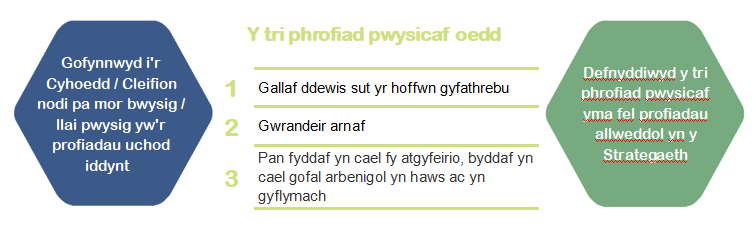 Gofynnwyd i'r
Cyhoedd / Cleifion
nodi pa mor bwysig /
llai pwysig yw'r
profiadau uchod
iddynt
Y tri phrofiad pwysicaf oedd
1 Gallaf ddewis sut yr hoffwn gyfathrebu
2 Gwrandeir arnaf
3 Pan fyddaf yn cael fy atgyfeirio, byddaf yn
cael gofal arbenigol yn haws ac yn
gyflymach
Defnyddiwyd y tri
phrofiad pwysicaf
yma fel profiadau
allweddol yn y
Strategaeth